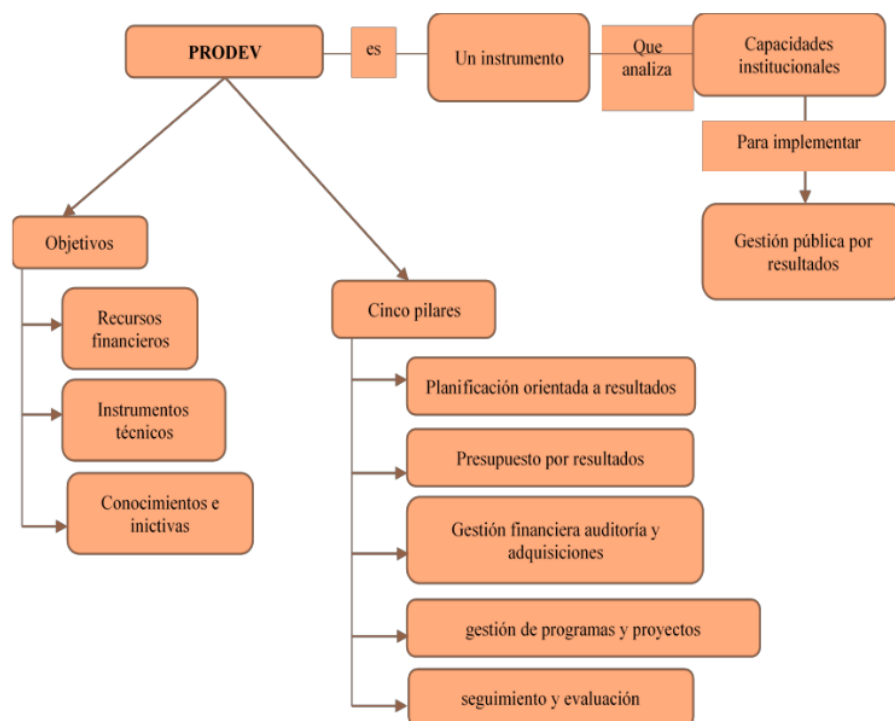 PRODEV
es
Un instrumento
Que
analiza
Capacidades
institucionales
Para implementar
Gestión pública por
resultados
Objetivos
Recursos
financieros
Instrumentos
técnicos
Conocimientos e
inictivas
Cinco pilares
Planificación orientada a resultados
Presupuesto por resultados
Gestión financiera auditoría y
adquisiciones
gestión de programas y proyectos
seguimiento y evaluación